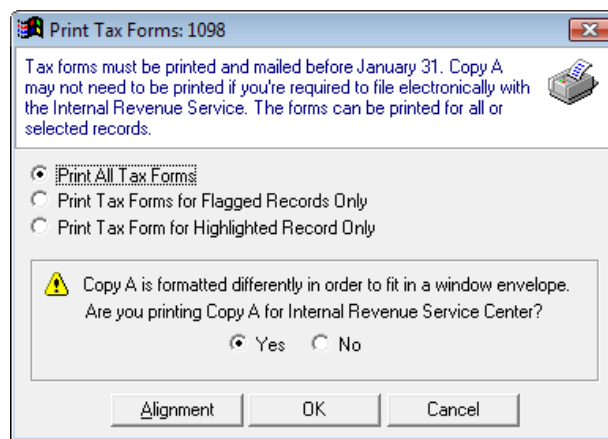 Print Tax Forms: 1098
Tax forms must be printed and mailed before January 31. Copy A
may not need to be printed if you're required to file electronically with
the Internal Revenue Service. The forms can be printed for all or
selected records.
Print All Tax Forms
Print Tax Forms for Flagged Records Only
Print Tax Form for Highlighted Record Only
Copy A is formatted differently in order to fit in a window envelope.
Are you printing Copy A for Internal Revenue Service Center?
Yes No
Alignment OK Cancel